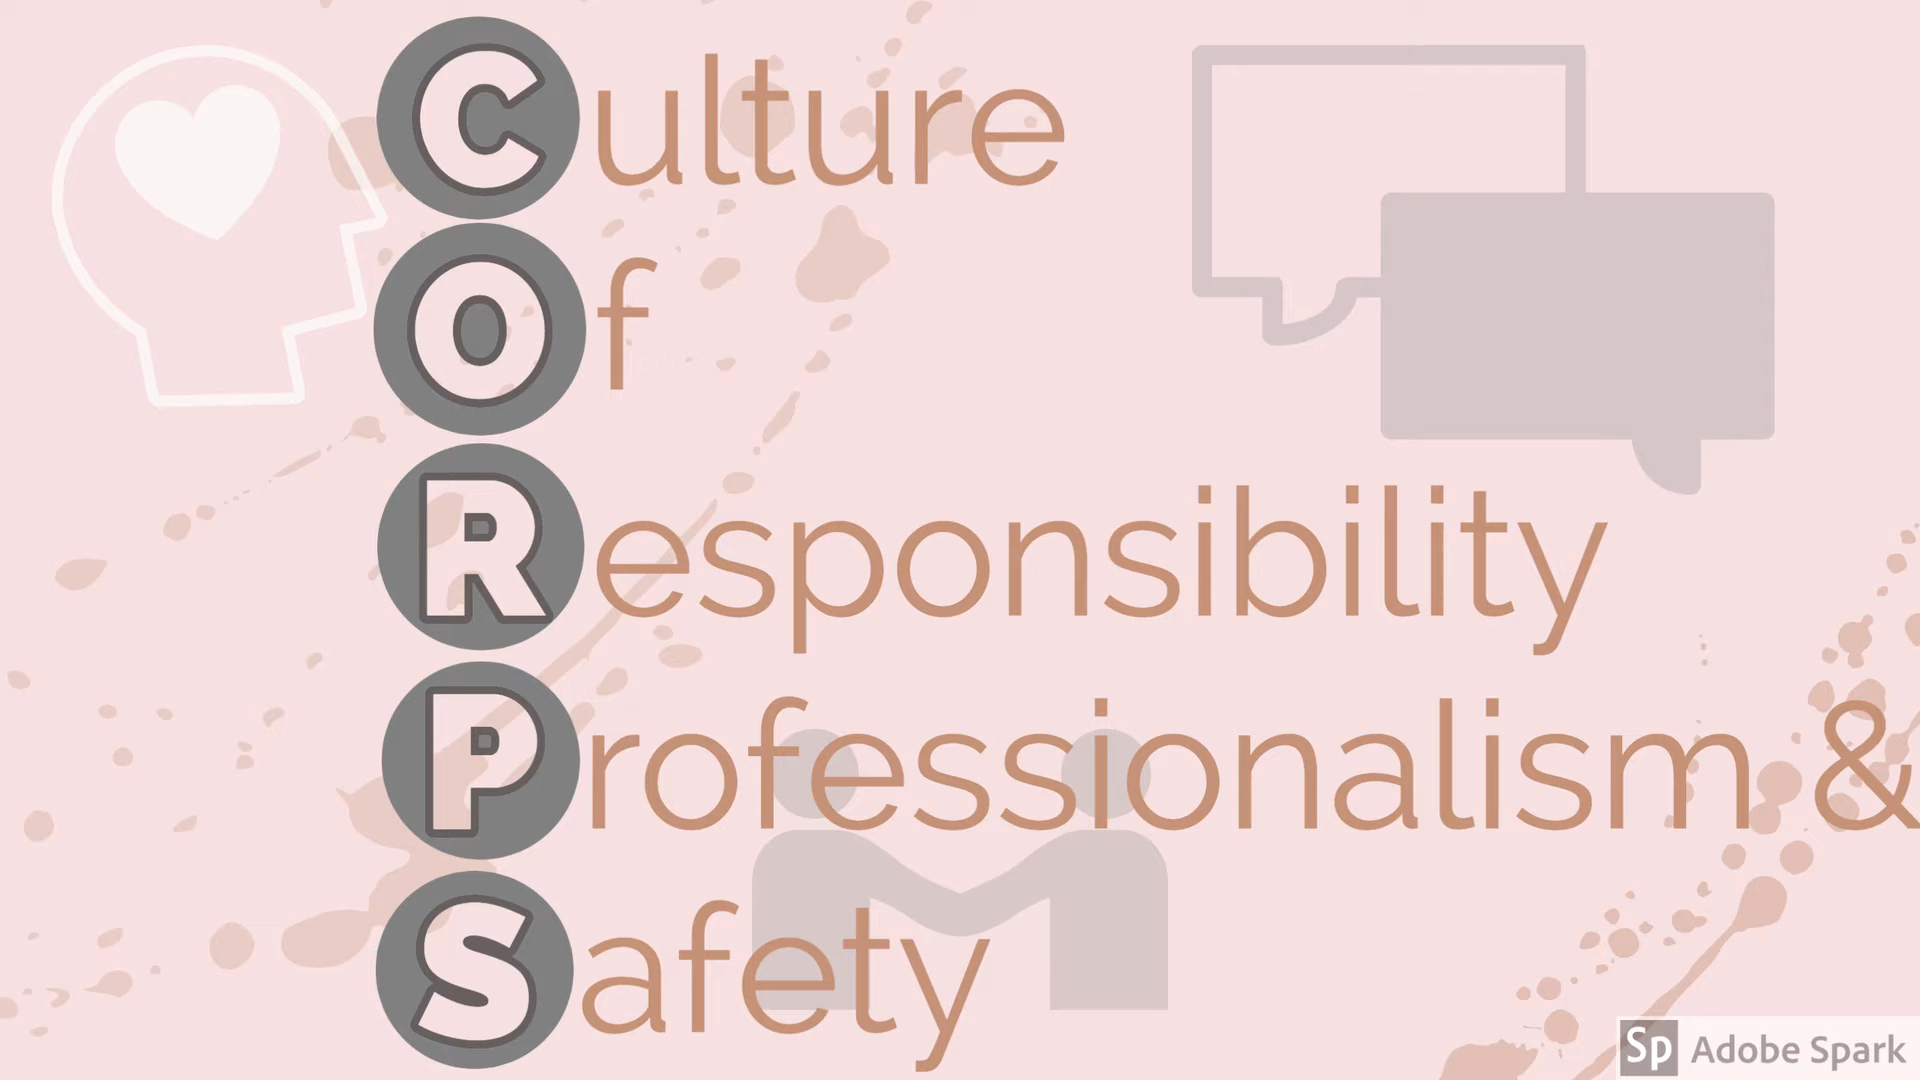 Culture
Of
Responsibility
Professionalism &
Safety
Sp Adobe Spark